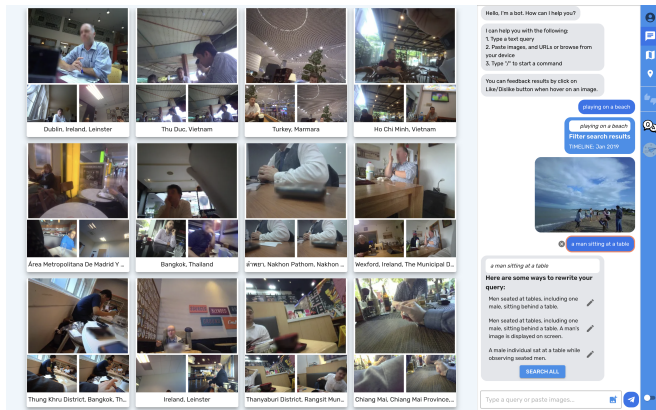 Dublin, Ireland, Leinster
Thu Duc, Vietnam
Turkey, Marmara
Ho Chi Minh, Vietnam
Área Metropolitana De Madrid Y ...
Bangkok, Thailand
ลำพยา, Nakhon Pathom, Nakhon ...
Wexford, Ireland, The Municipal D...
Thung Khru District, Bangkok, Th...
Ireland, Leinster
Thanyaburi District, Rangsit Mun...
Chiang Mai, Chiang Mai Province,...
Hello, I'm a bot. How can I help you?
I can help you with the following:
1. Type a text query
2. Paste images, and URLs or browse from
your device
3. Type "/" to start a command
You can feedback results by click on
Like/Dislike button when hover on an image.
playing on a beach
playing on a beach
Filter search results
TIMELINE: Jan 2019
a man sitting at a table
a man sitting at a table
Here are some ways to rewrite your
query:
Men seated at tables, including one
male, sitting behind a table.
Men seated at tables, including one
male, sitting behind a table. A man's
image is displayed on screen.
A male individual sat at a table while
observing seated men.
SEARCH ALL
Type a query or paste images...